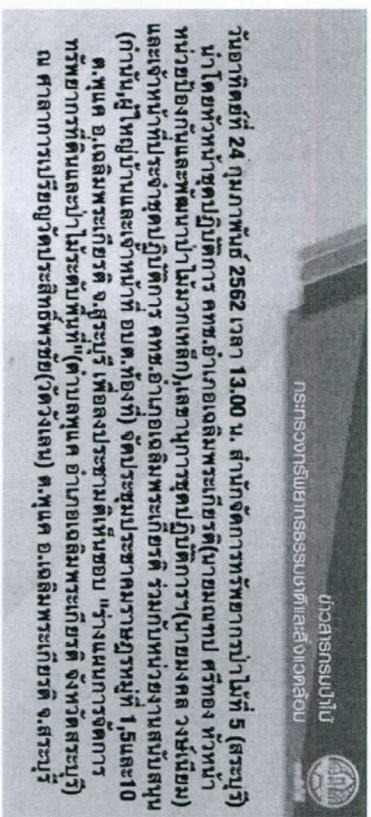 ข่าวสารกรมป่าไม้
กระทรวงทรัพยากรธรรมชาติและสิ่งแวดล้อม
วันอาทิตย์ที่ 24 กุมภาพันธ์ 2562 เวลา 13.00 น. สำนักจัดการทรัพยากรป่าไม้ที่ 5 (สระบุรี)
นำโดยหัวหน้าชุดปฏิบัติการ คทช.อำเภอเฉลิมพระเกียรติ(นายมณฑป ศรีทอง หัวหน้า
หน่วยป้องกันและพัฒนาป่าไม้มวกเหล็ก),เลขานุการชุดปฏิบัติการฯ(นายมงคล วงษ์เนียม)
และเจ้าหน้าที่ประจำชุดปฏิบัติการ คทช.อำเภอเฉลิมพระเกียรติ ร่วมกับหน่วยงานสนับสนุน
(กำนัน,ผู้ใหญ่บ้านและเจ้าหน้าที่ อบต.ท้องที่) จัดประชุมประชาคมราษฎรหมู่ที่ 1,5และ10
ต.พุแค อ.เฉลิมพระเกียรติ จ.สระบุรี เพื่อลงประชามติเห็นชอบ "ร่างแผนการจัดการ
ทรัพยากรที่ดินและป่าไม้ระดับพื้นที่"(ตำบลพุแค อำเภอเฉลิมพระเกียรติ จังหวัดสระบุรี)
ณ ศาลาการเปรียญวัดประสิทธิ์พรชัย(วัดวังเลน) ต.พุแค อ.เฉลิมพระเกียรติ จ.สระบุรี